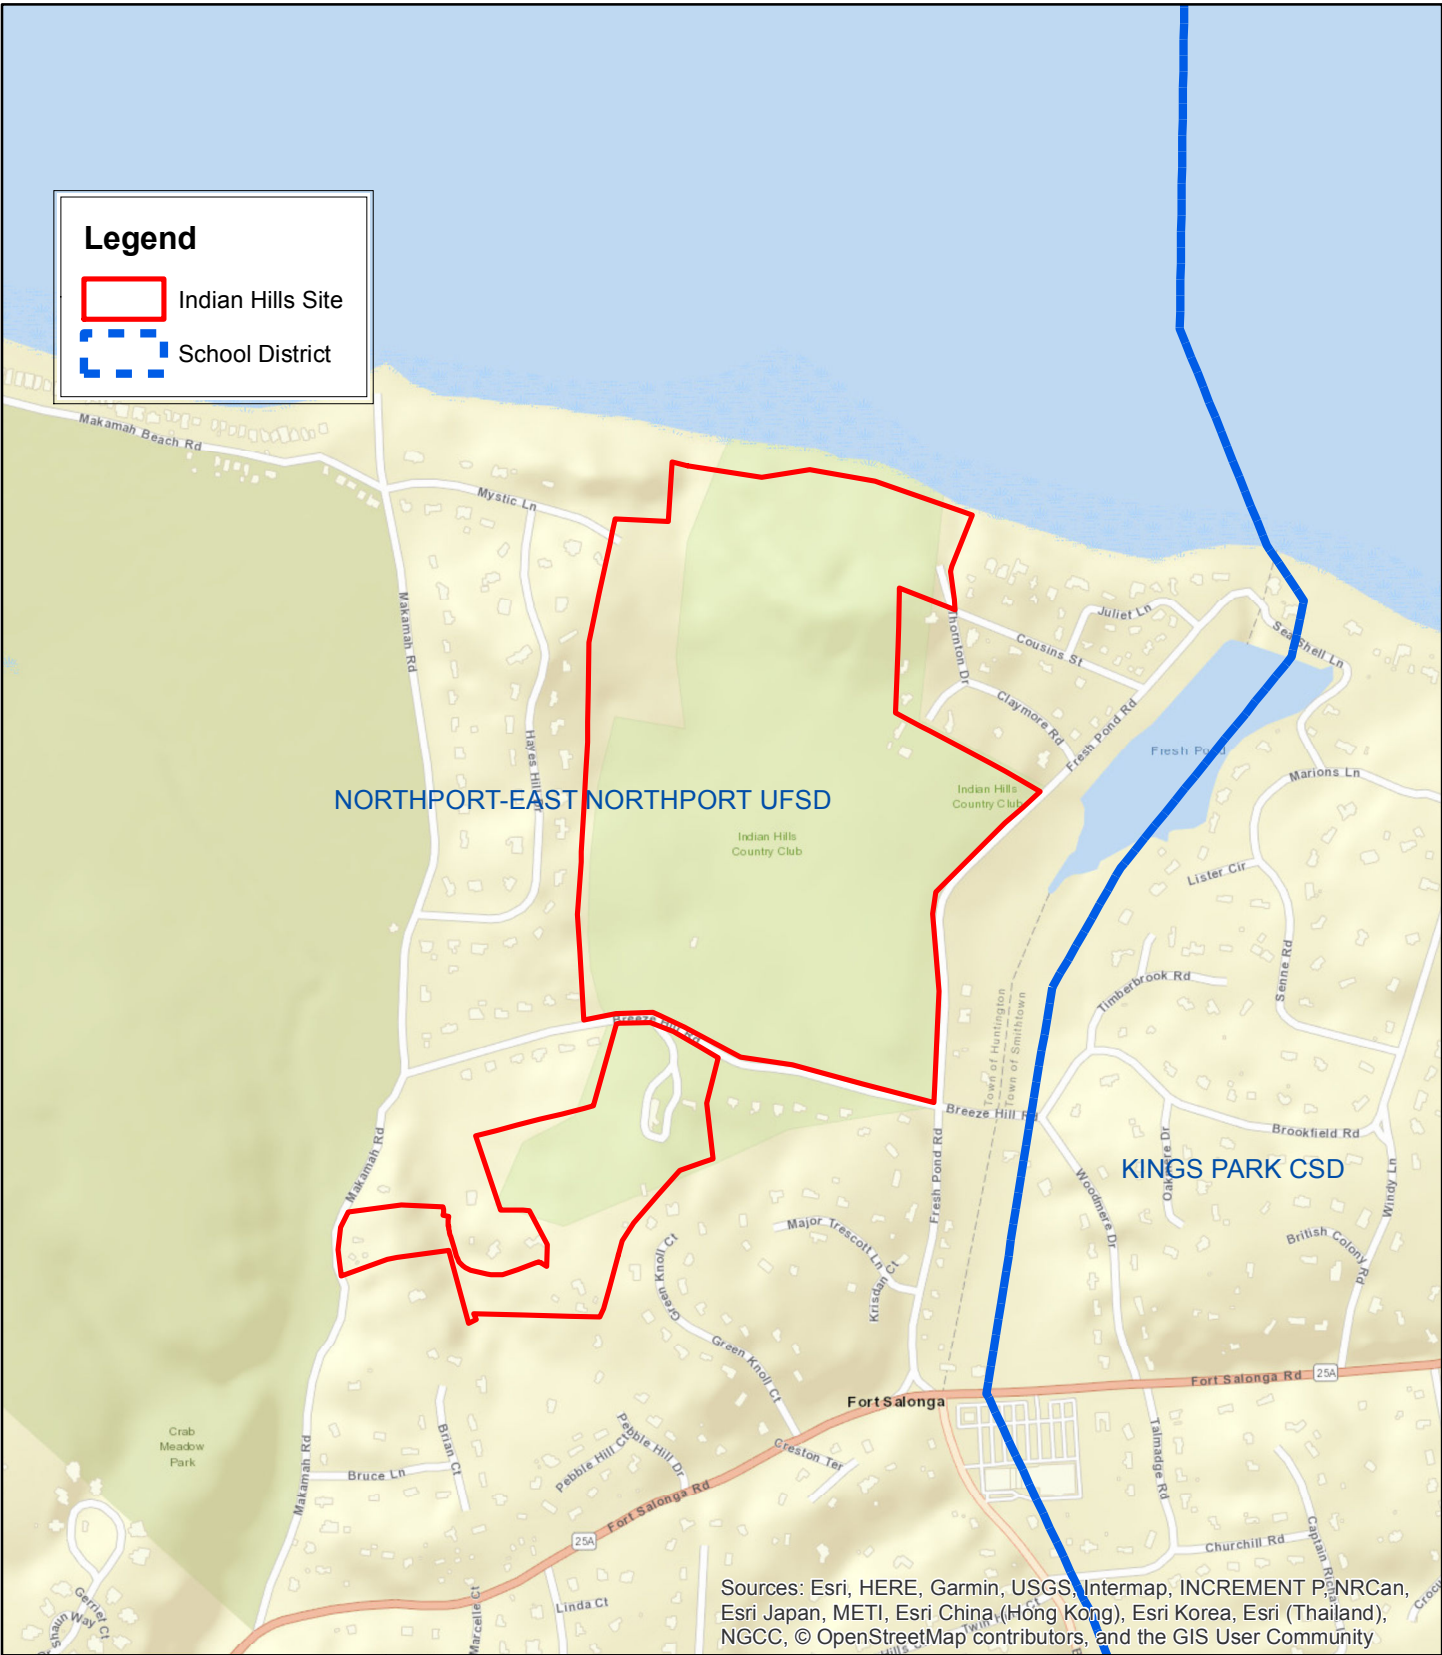 Legend
Indian Hills Site
School District
Makamah Beach Rd
Mystic Ln
Makamah Rd
Hayes Hill Dr
Thornton Dr
Juliet Ln
Cousins St
Claymore Rd
Fresh Pond Rd
Sea Shell Ln
Fresh Pond
Marions Ln
NORTHPORT-EAST NORTHPORT UFSD
Indian Hills
Country Club
Indian Hills
Country Club
Lister Cir
Senne Rd
Timberbrook Rd
Town of Huntington
Town of Smithtown
Breeze Hill Rd
Breeze Hill Rd
Brookfield Rd
Oakmere Dr
KINGS PARK CSD
Windy Ln
Woodmere Dr
British Colony Rd
Makamah Rd
Fresh Pond Rd
Major Trescott Ln
Krisdan Ct
Green Knoll Ct
Green Knoll Ct
Fort Salonga Rd
25A
Fort Salonga
Crab
Meadow
Park
Makamah Rd
Bruce Ln
Brian Ct
Pebble Hill Ct
Pebble Hill Dr
Creston Ter
Talmadge Rd
Fort Salonga Rd
25A
Churchill Rd
Gerriet Ct
Linda Ct
Marcelle Ct
Sources: Esri, HERE, Garmin, USGS, Intermap, INCREMENT P, NRCan,
Esri Japan, METI, Esri China (Hong Kong), Esri Korea, Esri (Thailand),
NGCC, © OpenStreetMap contributors, and the GIS User Community